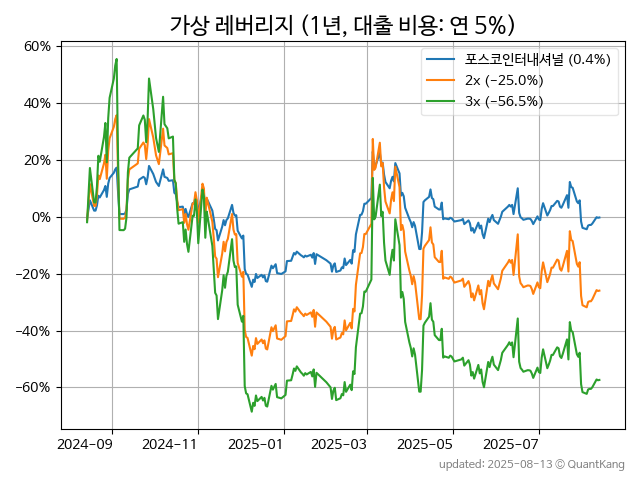 가상 레버리지 (1년, 대출 비용: 연 5%)
60%
40%
20%
0%
−20%
−40%
−60%
포스코인터내셔널 (0.4%)
2x (−25.0%)
3x (−56.5%)
2024-09
2024-11
2025-01
2025-03
2025-05
2025-07
updated: 2025-08-13 © QuantKang